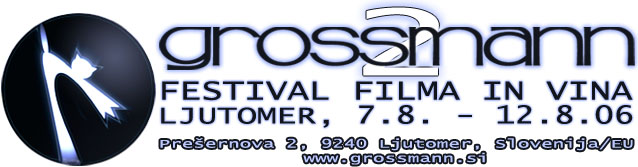 grossmann 2
FESTIVAL FILMA IN VINA
LJUTOMER, 7.8. - 12.8.06
Prešernova 2, 9240 Ljutomer, Slovenija/EU
www.grossmann.si